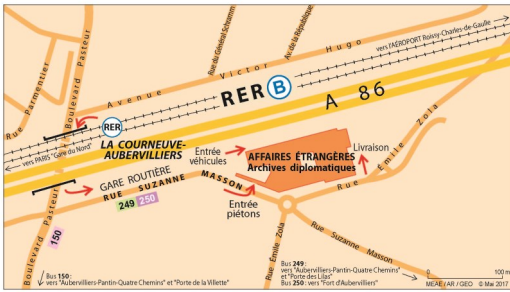 Rue du Général Schramm
Av. de la République
vers l'AÉROPORT Roissy-Charles-de-Gaulle
Avenue Victor Hugo
Boulevard Pasteur
Rue Parmentier
RER B
A 86
RER
LA COURNEUVE-
AUBERVILLIERS
vers PARIS "Gare du Nord"
Entrée
véhicules
AFFAIRES ÉTRANGÈRES
Archives diplomatiques
Livraison
Rue Émile Zola
GARE ROUTIÈRE
RUE SUZANNE MASSON
249 250
Entrée
piétons
150
Boulevard Pasteur
Rue Émile Zola
Rue Suzanne Masson
Bus 150 :
vers "Aubervilliers-Pantin-Quatre Chemins" et "Porte de la Villette"
Bus 249 :
vers "Aubervilliers-Pantin-Quatre Chemins"
et "Porte des Lilas"
Bus 250 : vers "Fort d'Aubervilliers"
0 100 m
MEAE / AR / GEO © Mai 2017